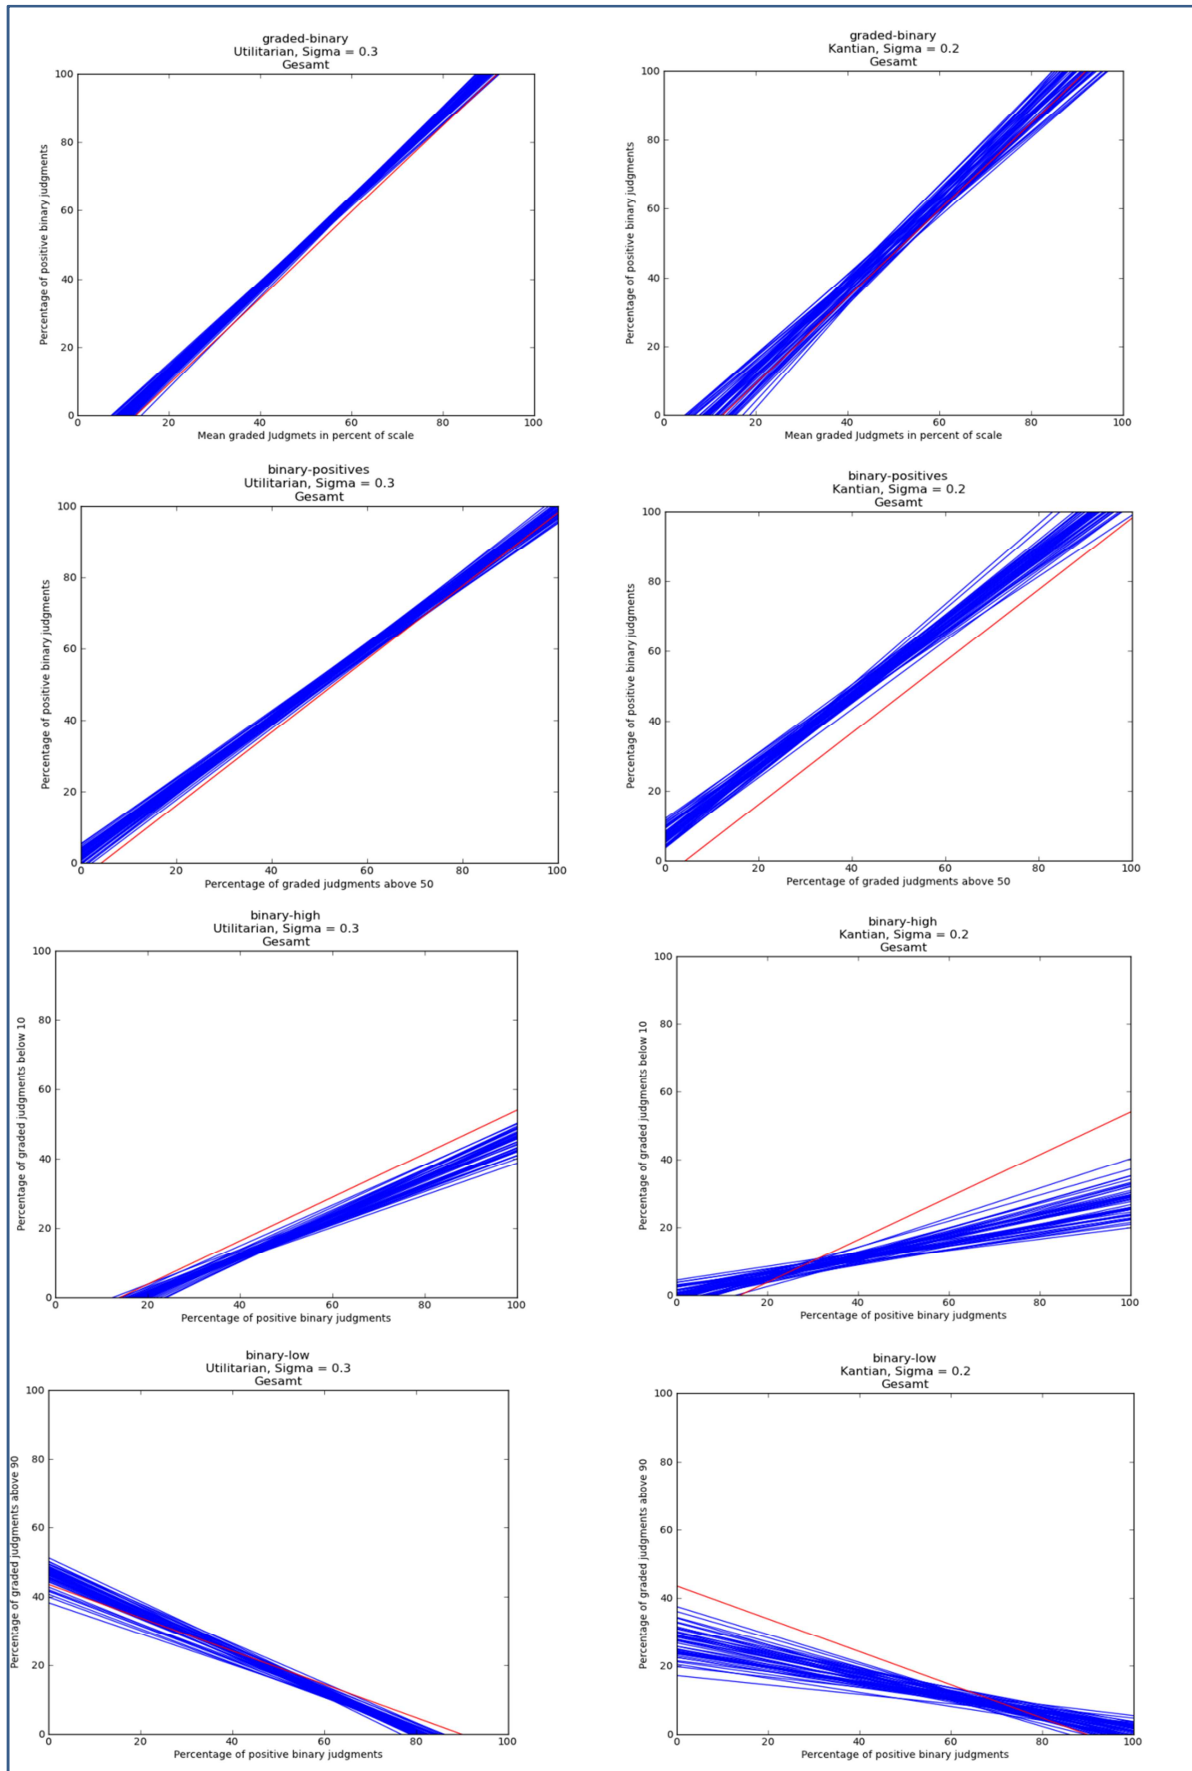 graded-binary
Utilitarian, Sigma = 0.3
Gesamt
100
80
60
40
20
0
Percentage of positive binary judgments
0 20 40 60 80 100
Mean graded Judgmets in percent of scale
graded-binary
Kantian, Sigma = 0.2
Gesamt
100
80
60
40
20
0
Percentage of positive binary judgments
0 20 40 60 80 100
Mean graded Judgmets in percent of scale
binary-positives
Utilitarian, Sigma = 0.3
Gesamt
100
80
60
40
20
0
Percentage of positive binary judgments
0 20 40 60 80 100
Percentage of graded judgments above 50
binary-positives
Kantian, Sigma = 0.2
Gesamt
100
80
60
40
20
0
Percentage of positive binary judgments
0 20 40 60 80 100
Percentage of graded judgments above 50
binary-high
Utilitarian, Sigma = 0.3
Gesamt
100
80
60
40
20
0
Percentage of graded judgments below 10
0 20 40 60 80 100
Percentage of positive binary judgments
binary-high
Kantian, Sigma = 0.2
Gesamt
100
80
60
40
20
0
Percentage of graded judgments below 10
0 20 40 60 80 100
Percentage of positive binary judgments
binary-low
Utilitarian, Sigma = 0.3
Gesamt
100
80
60
40
20
0
Percentage of graded judgments above 90
0 20 40 60 80 100
Percentage of positive binary judgments
binary-low
Kantian, Sigma = 0.2
Gesamt
100
80
60
40
20
0
Percentage of graded judgments above 90
0 20 40 60 80 100
Percentage of positive binary judgments